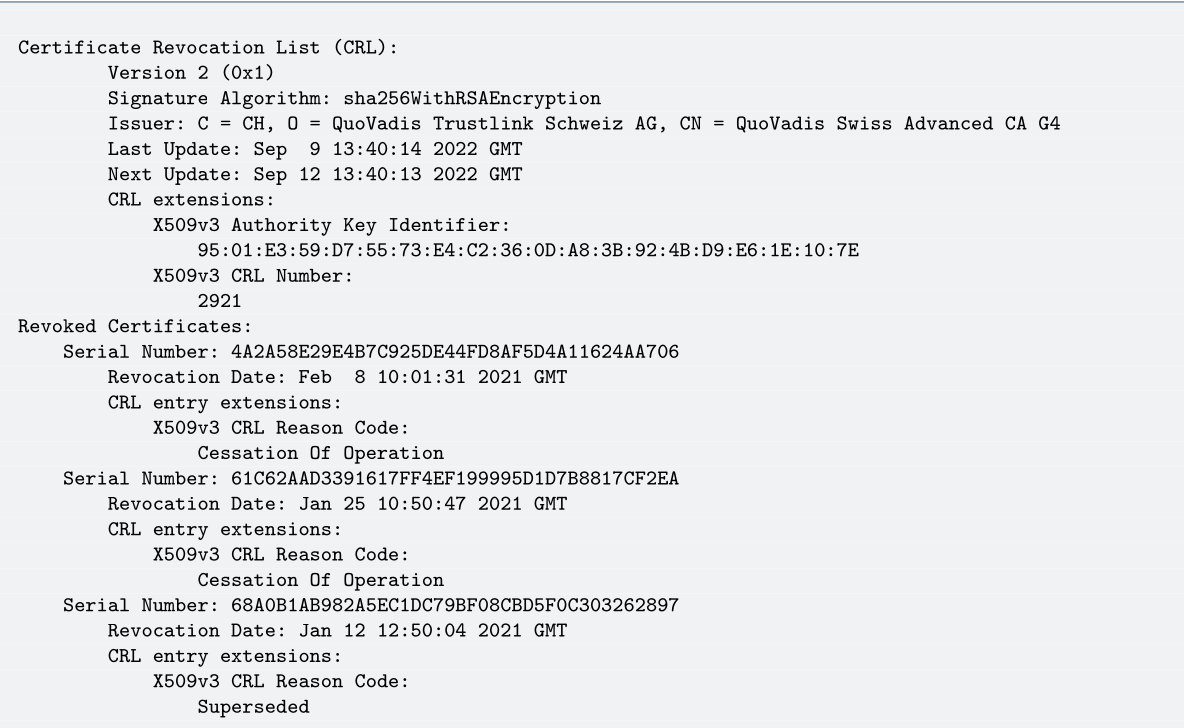 Certificate Revocation List (CRL):
Version 2 (0x1)
Signature Algorithm: sha256WithRSAEncryption
Issuer: C = CH, O = QuoVadis Trustlink Schweiz AG, CN = QuoVadis Swiss Advanced CA G4
Last Update: Sep  9 13:40:14 2022 GMT
Next Update: Sep 12 13:40:13 2022 GMT
CRL extensions:
X509v3 Authority Key Identifier:
95:01:E3:59:D7:55:73:E4:C2:36:0D:A8:3B:92:4B:D9:E6:1E:10:7E
X509v3 CRL Number:
2921
Revoked Certificates:
Serial Number: 4A2A58E29E4B7C925DE44FD8AF5D4A11624AA706
Revocation Date: Feb  8 10:01:31 2021 GMT
CRL entry extensions:
X509v3 CRL Reason Code:
Cessation Of Operation
Serial Number: 61C62AAD3391617FF4EF199995D1D7B8817CF2EA
Revocation Date: Jan 25 10:50:47 2021 GMT
CRL entry extensions:
X509v3 CRL Reason Code:
Cessation Of Operation
Serial Number: 68A0B1AB982A5EC1DC79BF08CBD5F0C303262897
Revocation Date: Jan 12 12:50:04 2021 GMT
CRL entry extensions:
X509v3 CRL Reason Code:
Superseded